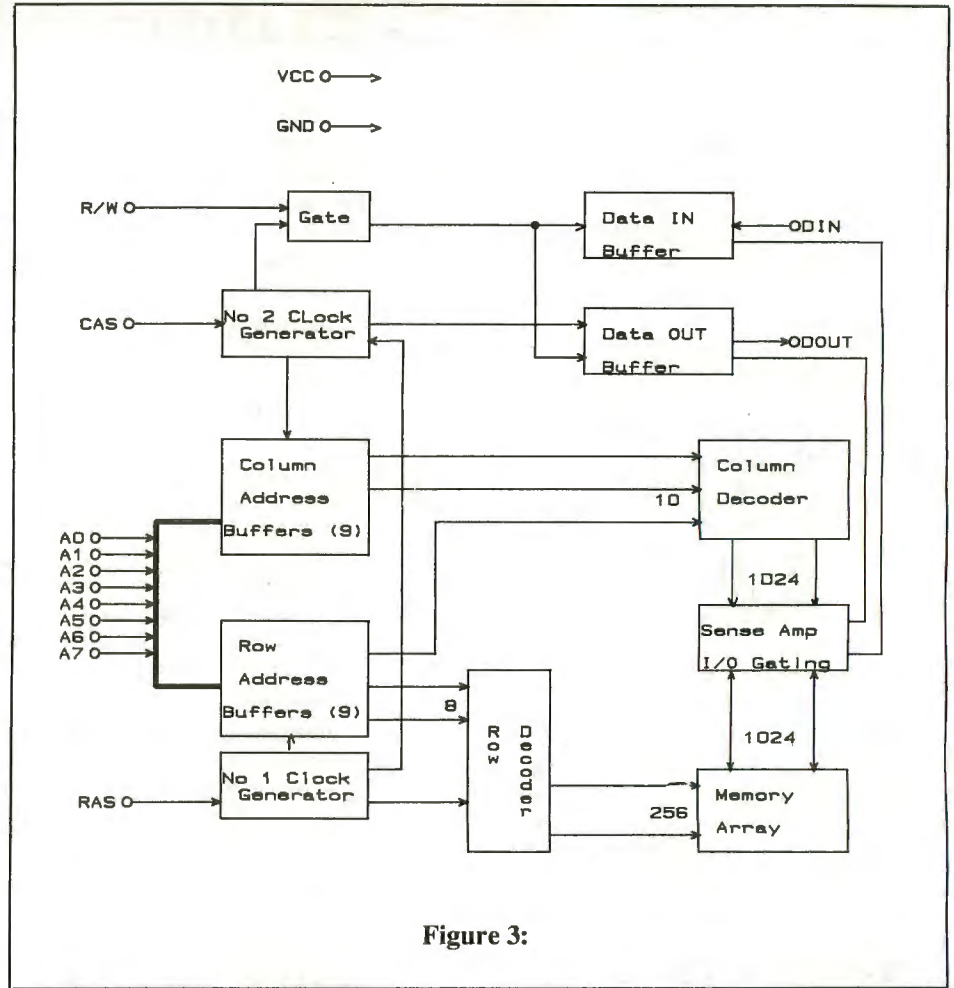 VCC
GND
R/W
Gate
Data IN
Buffer
DIN
CAS
No 2 CLock
Generator
Data OUT
Buffer
DOUT
Column
Address
Buffers (9)
10
Column
Decoder
A0
A1
A2
A3
A4
A5
A6
A7
1024
Row
Address
Buffers (9)
8
Row
Decoder
Sense Amp
I/O Gating
1024
RAS
No 1 Clock
Generator
256
Memory
Array
Figure 3: